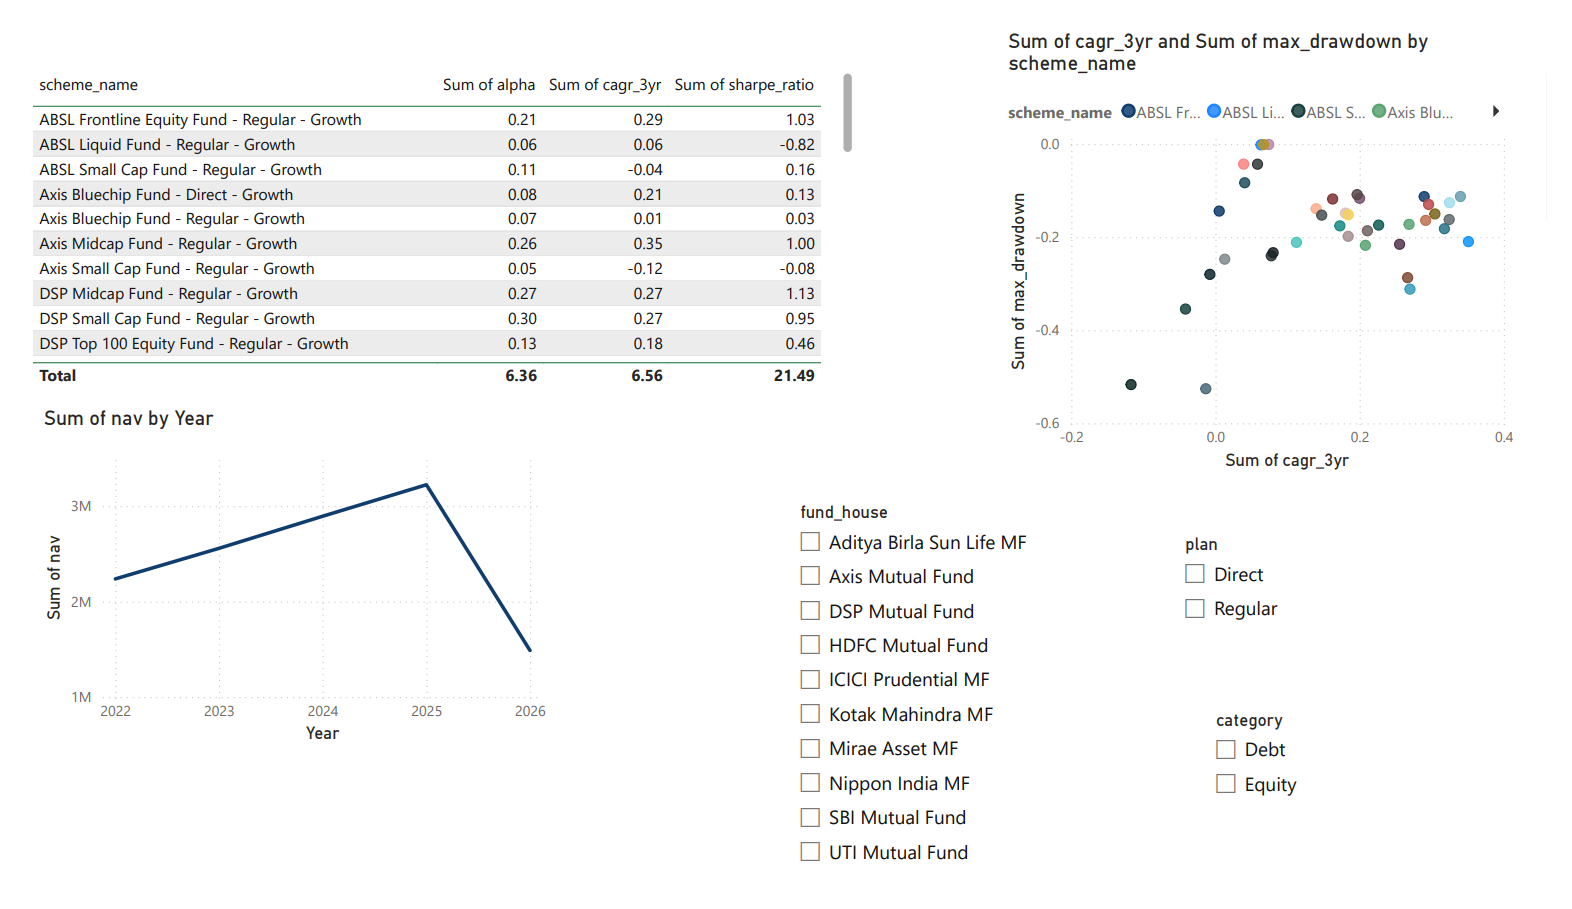 scheme_name Sum of alpha Sum of cagr_3yr Sum of sharpe_ratio
ABSL Frontline Equity Fund - Regular - Growth 0.21 0.29 1.03
ABSL Liquid Fund - Regular - Growth 0.06 0.06 -0.82
ABSL Small Cap Fund - Regular - Growth 0.11 -0.04 0.16
Axis Bluechip Fund - Direct - Growth 0.08 0.21 0.13
Axis Bluechip Fund - Regular - Growth 0.07 0.01 0.03
Axis Midcap Fund - Regular - Growth 0.26 0.35 1.00
Axis Small Cap Fund - Regular - Growth 0.05 -0.12 -0.08
DSP Midcap Fund - Regular - Growth 0.27 0.27 1.13
DSP Small Cap Fund - Regular - Growth 0.30 0.27 0.95
DSP Top 100 Equity Fund - Regular - Growth 0.13 0.18 0.46
Total 6.36 6.56 21.49
Sum of cagr_3yr and Sum of max_drawdown by
scheme_name
scheme_name ABSL Fr... ABSL Li... ABSL S... Axis Blu...
Sum of max_drawdown
0.0
-0.2
-0.4
-0.6
-0.2 0.0 0.2 0.4
Sum of cagr_3yr
Sum of nav by Year
Sum of nav
3M
2M
1M
2022 2023 2024 2025 2026
Year
fund_house
Aditya Birla Sun Life MF
Axis Mutual Fund
DSP Mutual Fund
HDFC Mutual Fund
ICICI Prudential MF
Kotak Mahindra MF
Mirae Asset MF
Nippon India MF
SBI Mutual Fund
UTI Mutual Fund
plan
Direct
Regular
category
Debt
Equity